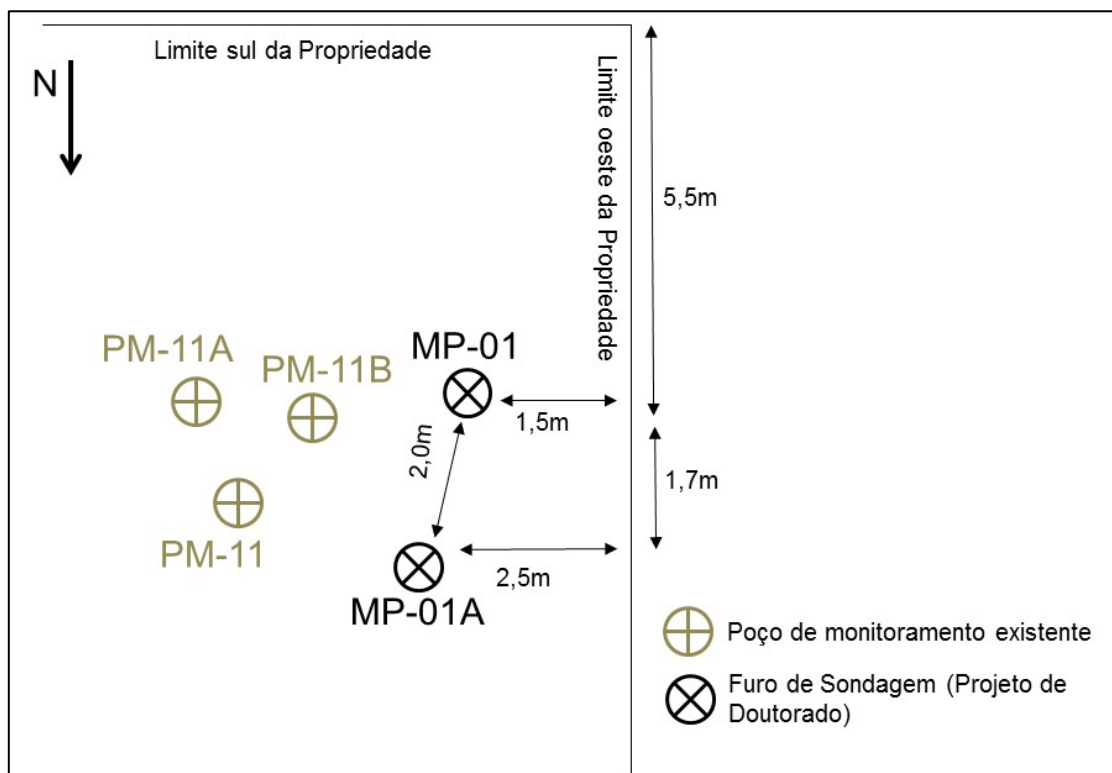 Limite sul da Propriedade
N
Limite oeste da Propriedade
5,5m
PM-11A
PM-11B
MP-01
1,5m
2,0m
1,7m
PM-11
2,5m
MP-01A
Poço de monitoramento existente
Furo de Sondagem (Projeto de
Doutorado)